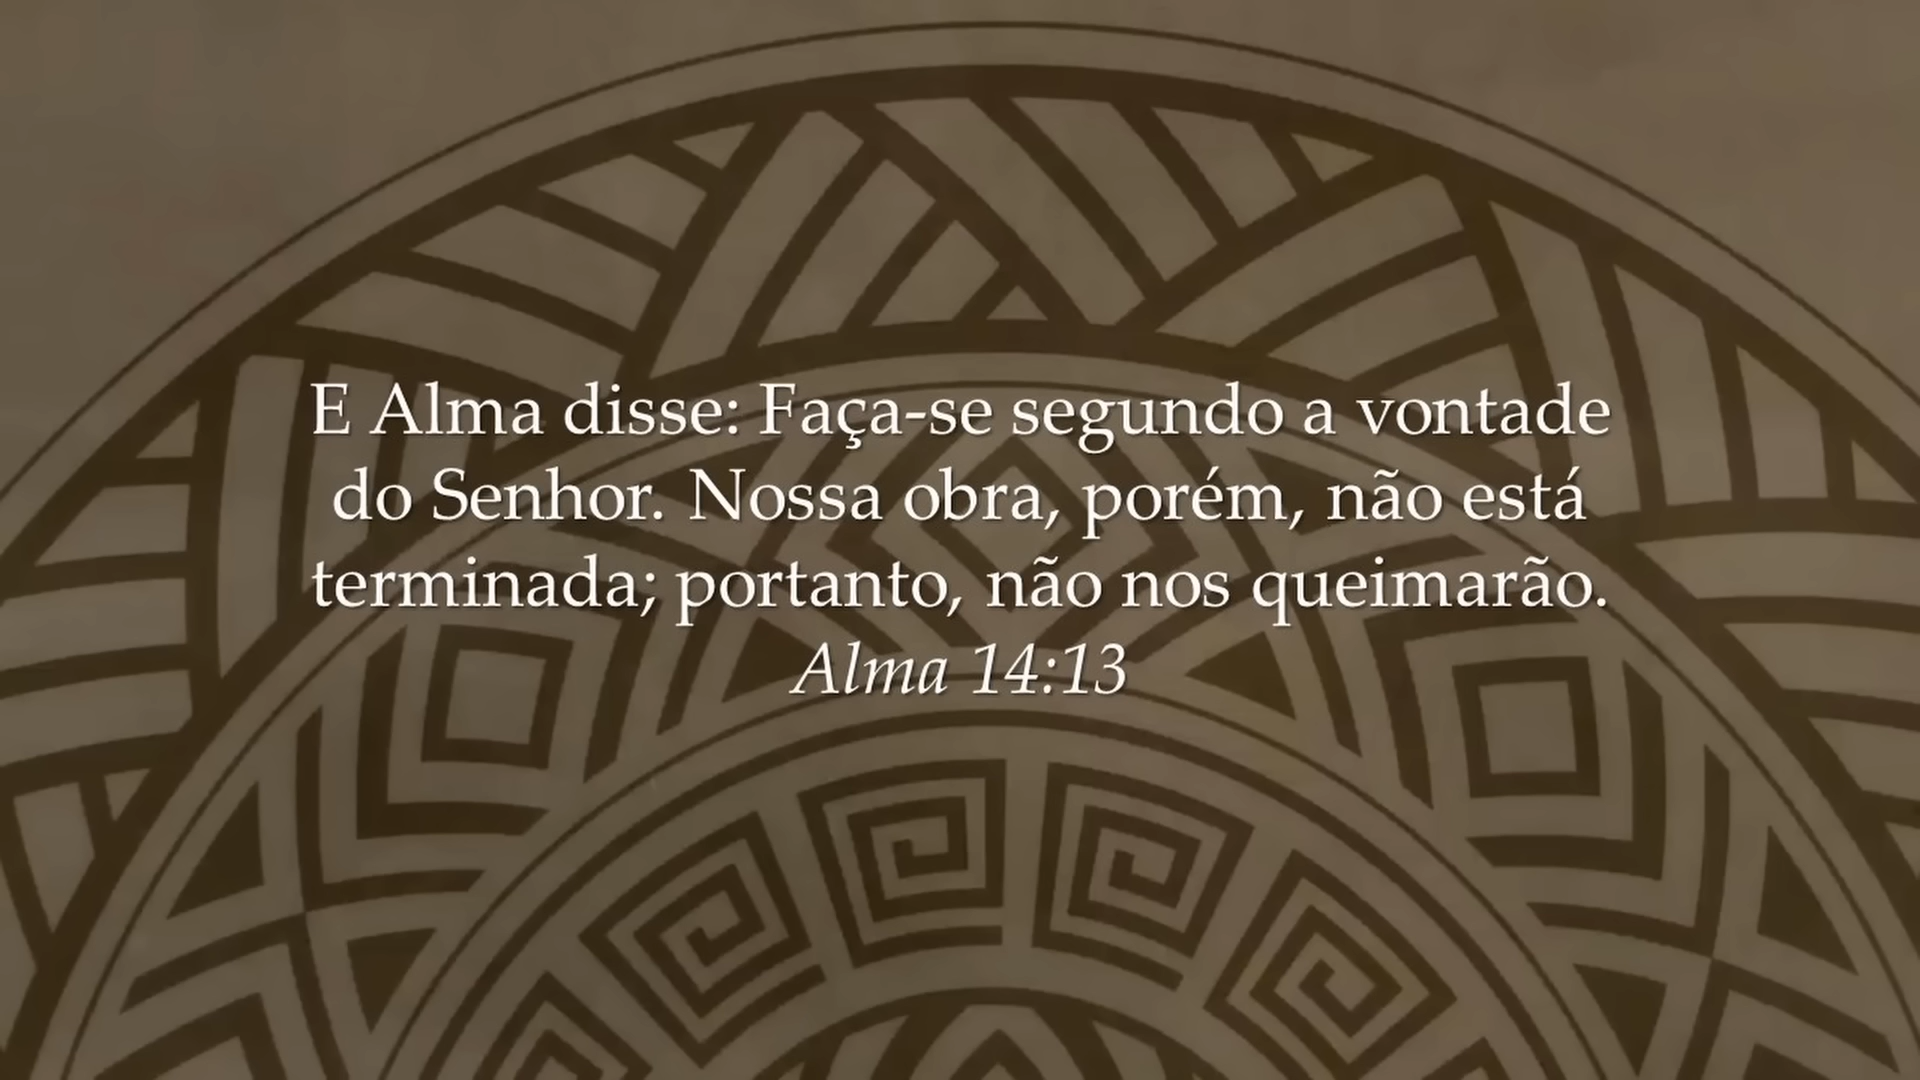 E Alma disse: Faça-se segundo a vontade
do Senhor. Nossa obra, porém, não está
terminada; portanto, não nos queimarão.
Alma 14:13